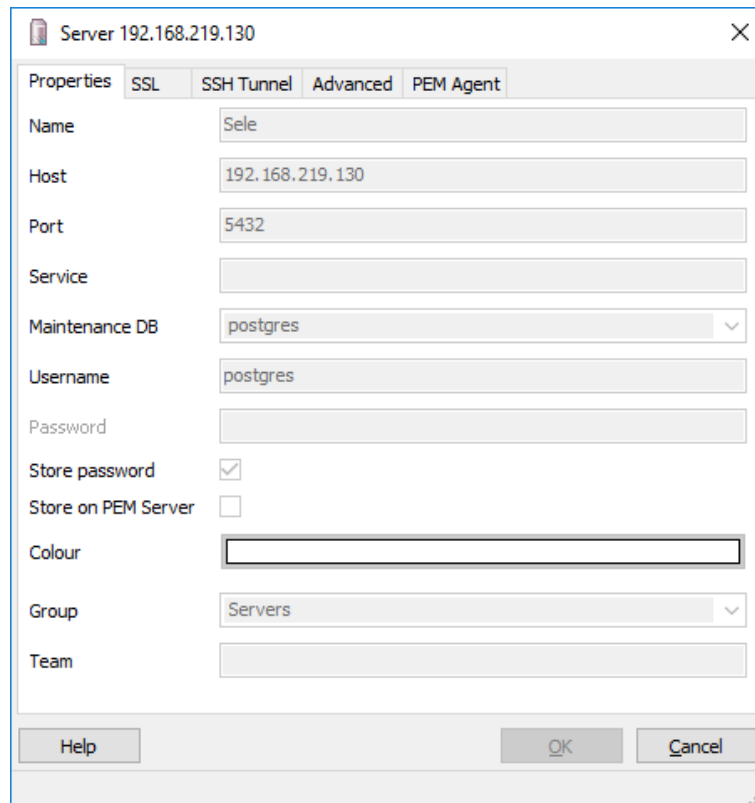 Server 192.168.219.130
Properties SSL SSH Tunnel Advanced PEM Agent
Name Sele
Host 192.168.219.130
Port 5432
Service
Maintenance DB postgres
Username postgres
Password
Store password
Store on PEM Server
Colour
Group Servers
Team
Help OK Cancel